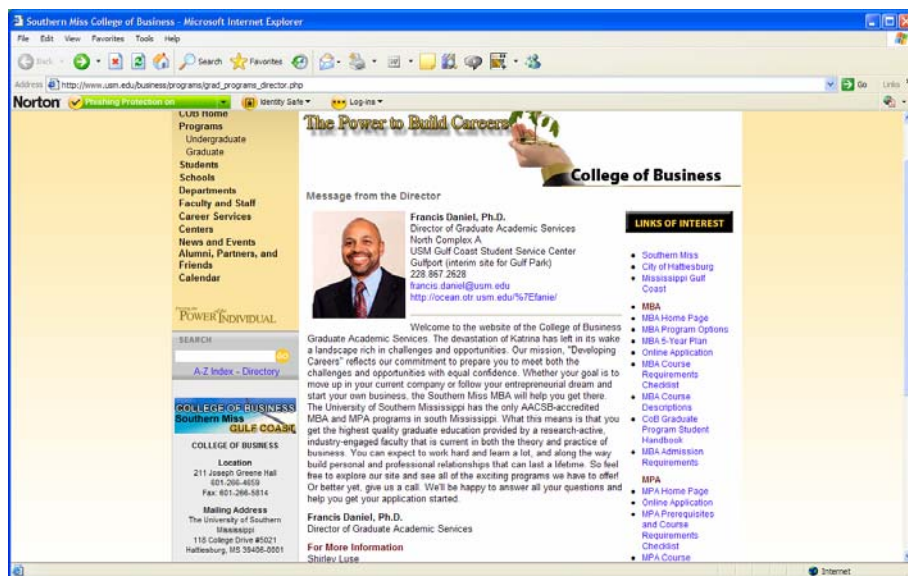 Southern Miss College of Business - Microsoft Internet Explorer
File Edit View Favorites Tools Help
Back Search Favorites
Address http://www.usm.edu/business/programs/grad_programs_director.php Go Links
Norton Phishing Protection on Identity Safe Log-ins
COB Home
Programs
Undergraduate
Graduate
Students
Schools
Departments
Faculty and Staff
Career Services
Centers
News and Events
Alumni, Partners, and
Friends
Calendar
POWER OF INDIVIDUAL
SEARCH
GO
A-Z Index - Directory
COLLEGE OF BUSINESS
Southern Miss
GULF COAST
COLLEGE OF BUSINESS
Location
211 Joseph Greene Hall
601-266-4659
Fax: 601-266-5814
Mailing Address
The University of Southern
Mississippi
118 College Drive #5021
Hattiesburg, MS 39406-0001
The Power to Build Careers
College of Business
Message from the Director
Francis Daniel, Ph.D.
Director of Graduate Academic Services
North Complex A
USM Gulf Coast Student Service Center
Gulfport (interim site for Gulf Park)
228.867.2628
francis.daniel@usm.edu
http://ocean.otr.usm.edu/%7Efanie/
Welcome to the website of the College of Business
Graduate Academic Services. The devastation of Katrina has left in its wake
a landscape rich in challenges and opportunities. Our mission, "Developing
Careers" reflects our commitment to prepare you to meet both the
challenges and opportunities with equal confidence. Whether your goal is to
move up in your current company or follow your entrepreneurial dream and
start your own business, the Southern Miss MBA will help you get there.
The University of Southern Mississippi has the only AACSB-accredited
MBA and MPA programs in south Mississippi. What this means is that you
get the highest quality graduate education provided by a research-active,
industry-engaged faculty that is current in both the theory and practice of
business. You can expect to work hard and learn a lot, and along the way
build personal and professional relationships that can last a lifetime. So feel
free to explore our site and see all of the exciting programs we have to offer!
Or better yet, give us a call. We'll be happy to answer all your questions and
help you get your application started.
Francis Daniel, Ph.D.
Director of Graduate Academic Services
For More Information
Shirley Luse
LINKS OF INTEREST
Southern Miss
City of Hattiesburg
Mississippi Gulf
Coast
MBA
MBA Home Page
MBA Program Options
MBA 5-Year Plan
Online Application
MBA Course
Requirements
Checklist
MBA Course
Descriptions
CoB Graduate
Program Student
Handbook
MBA Admission
Requirements
MPA
MPA Home Page
Online Application
MPA Prerequisites
and Course
Requirements
Checklist
MPA Course
Internet